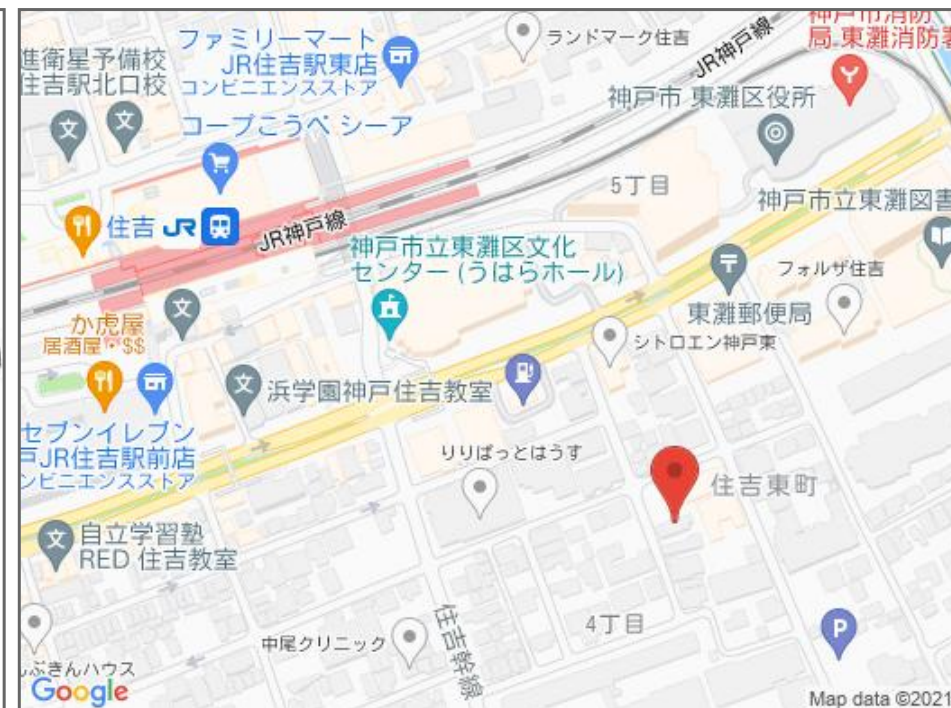 進衛星予備校
住吉駅北口校
ファミリーマート
JR住吉駅東店
コンビニエンスストア
ランドマーク住吉
JR神戸線
神戸市消防
局 東灘消防署
コープこうべ シーア
神戸市 東灘区役所
5丁目
神戸市立東灘図書
住吉 JR
JR神戸線
神戸市立東灘区文化
センター (うはらホール)
フォルザ住吉
東灘郵便局
か虎屋
居酒屋・$$
シトロエン神戸東
浜学園神戸住吉教室
セブンイレブン
戸JR住吉駅前店
ンビニエンスストア
りりぱっとはうす
住吉東町
自立学習塾
RED 住吉教室
4丁目
住吉幹線
中尾クリニック
P
んぷきんハウス
Google
Map data ©2021